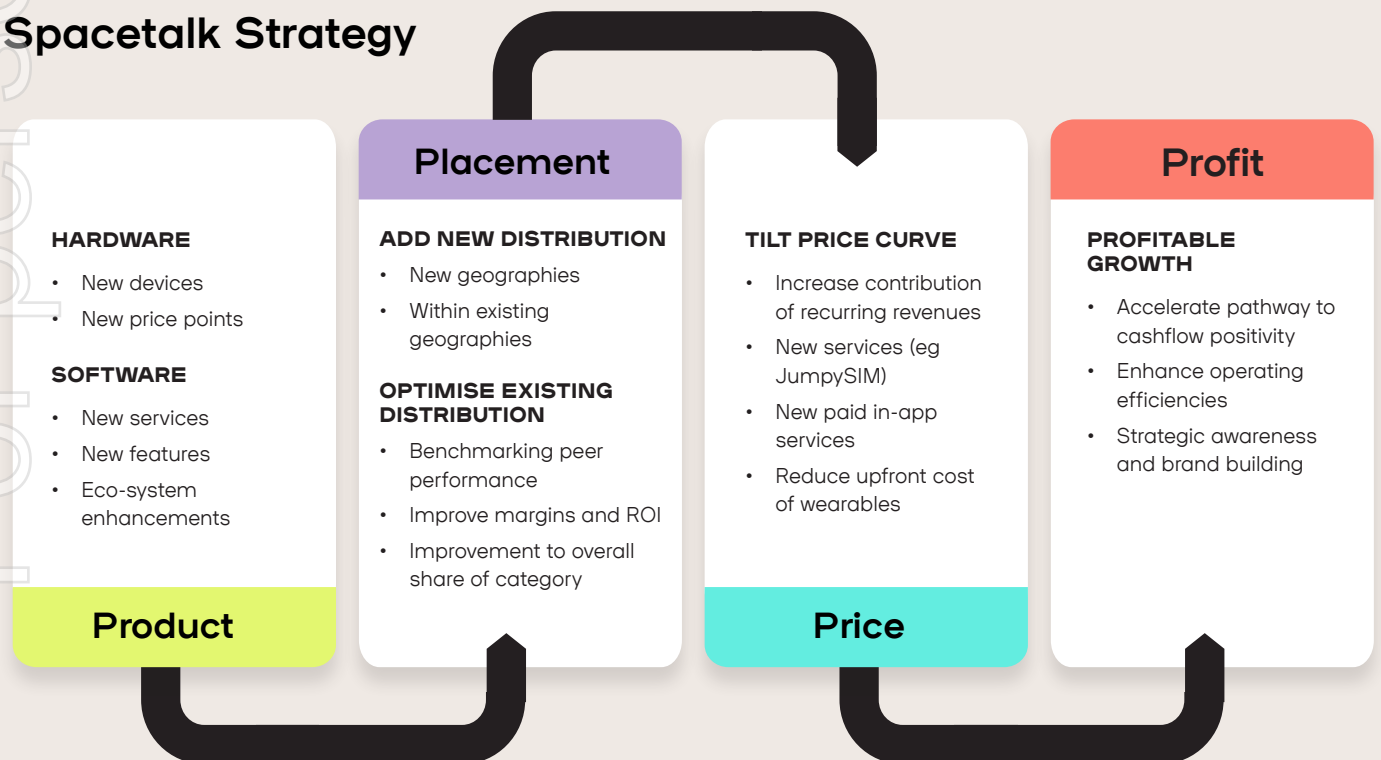 Spacetalk Strategy
HARDWARE
• New devices
• New price points
SOFTWARE
• New services
• New features
• Eco-system
enhancements
Product
Placement
ADD NEW DISTRIBUTION
• New geographies
• Within existing
geographies
OPTIMISE EXISTING
DISTRIBUTION
• Benchmarking peer
performance
• Improve margins and ROI
• Improvement to overall
share of category
TILT PRICE CURVE
• Increase contribution
of recurring revenues
• New services (eg
JumpySIM)
• New paid in-app
services
• Reduce upfront cost
of wearables
Price
Profit
PROFITABLE
GROWTH
• Accelerate pathway to
cashflow positivity
• Enhance operating
efficiencies
• Strategic awareness
and brand building